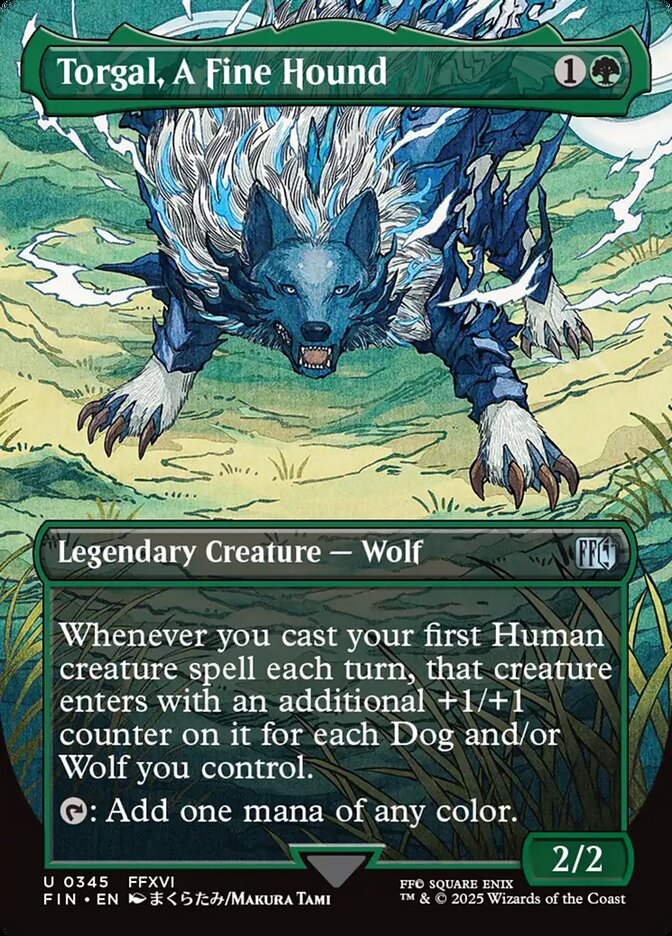 Torgal, A Fine Hound 1
Legendary Creature — Wolf FF
Whenever you cast your first Human
creature spell each turn, that creature
enters with an additional +1/+1
counter on it for each Dog and/or
Wolf you control.
: Add one mana of any color.
2/2
U 0345 FFXVI
FIN • EN まくらたみ/Makura Tami
FF© SQUARE ENIX
™ & © 2025 Wizards of the Coast